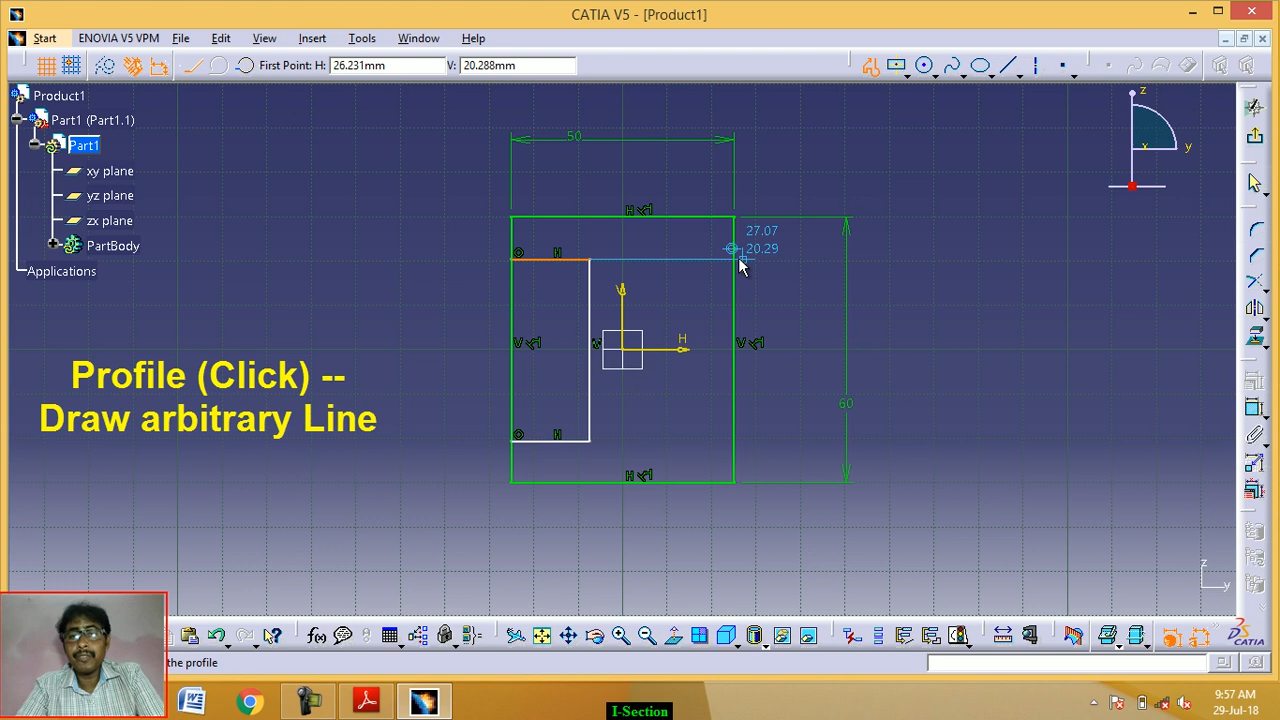 CATIA V5 - [Product1]
Start ENOVIA V5 VPM File Edit View Insert Tools Window Help
First Point: H: 26.231mm V: 20.288mm
Product1
Part1 (Part1.1)
Part1
xy plane
yz plane
zx plane
PartBody
Applications
z
x
y
50
H
27.07
20.29
H
V
H
V
V
V
60
H
H
Profile (Click) --
Draw arbitrary Line
z
y
f(x)
the profile
DS
CATIA
9:57 AM
29-Jul-18
I-Section